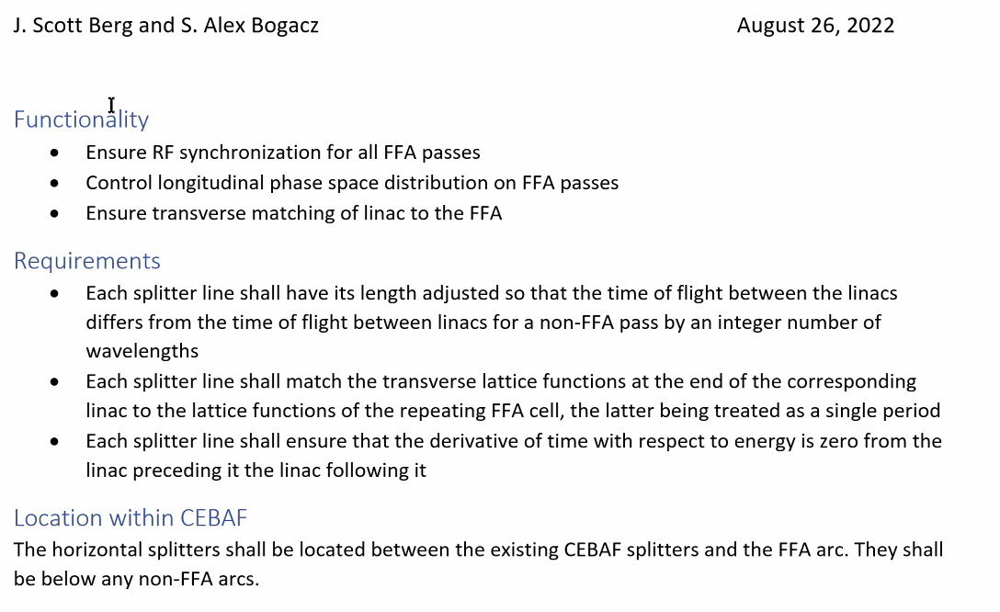 J. Scott Berg and S. Alex Bogacz August 26, 2022
Functionality
• Ensure RF synchronization for all FFA passes
• Control longitudinal phase space distribution on FFA passes
• Ensure transverse matching of linac to the FFA
Requirements
• Each splitter line shall have its length adjusted so that the time of flight between the linacs
differs from the time of flight between linacs for a non-FFA pass by an integer number of
wavelengths
• Each splitter line shall match the transverse lattice functions at the end of the corresponding
linac to the lattice functions of the repeating FFA cell, the latter being treated as a single period
• Each splitter line shall ensure that the derivative of time with respect to energy is zero from the
linac preceding it the linac following it
Location within CEBAF
The horizontal splitters shall be located between the existing CEBAF splitters and the FFA arc. They shall
be below any non-FFA arcs.